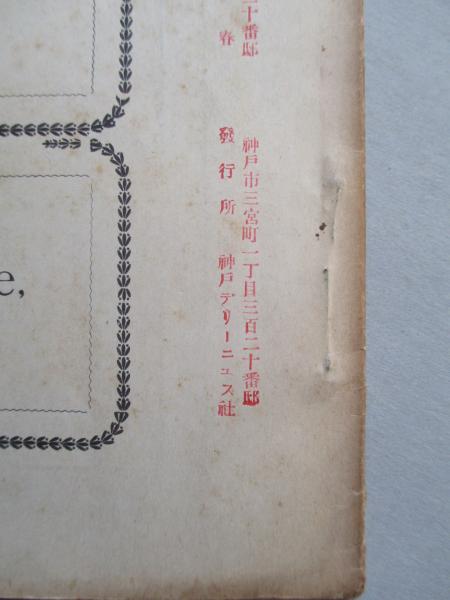 二十番邸
春
神戸市三宮町一丁目三百二十番邸
發行所 神戸デリーニュス社
e,